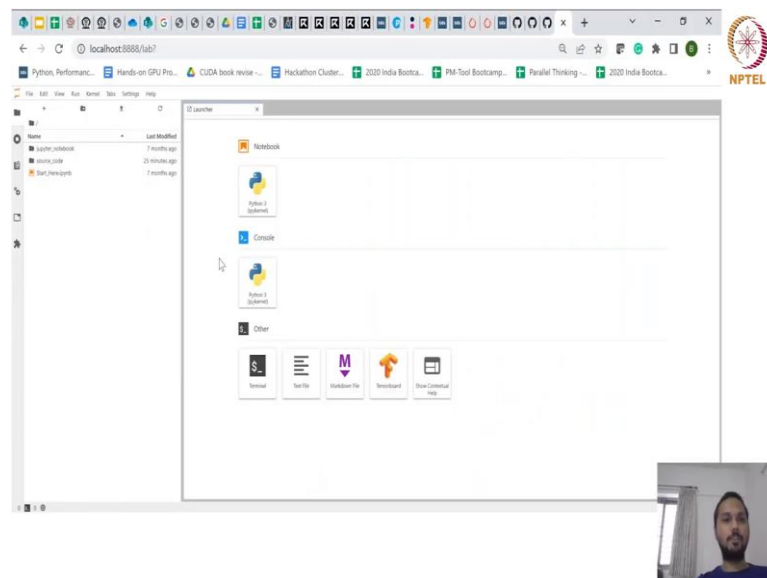 localhost:8888/lab?
Python, Performanc... Hands-on GPU Pro... CUDA book revise -... Hackathon Cluster... 2020 India Bootca... PM-Tool Bootcamp... Parallel Thinking -... 2020 India Bootca... »
NPTEL
File Edit View Run Kernel Tabs Settings Help
Launcher
Name Last Modified
jupyter_notebook 7 months ago
source_code 25 minutes ago
Start_Here.ipynb 7 months ago
Notebook
Python 3
(ipykernel)
Console
Python 3
(ipykernel)
$_ Other
$_ M
Terminal Text File Markdown File Tensorboard Show Contextual
Help